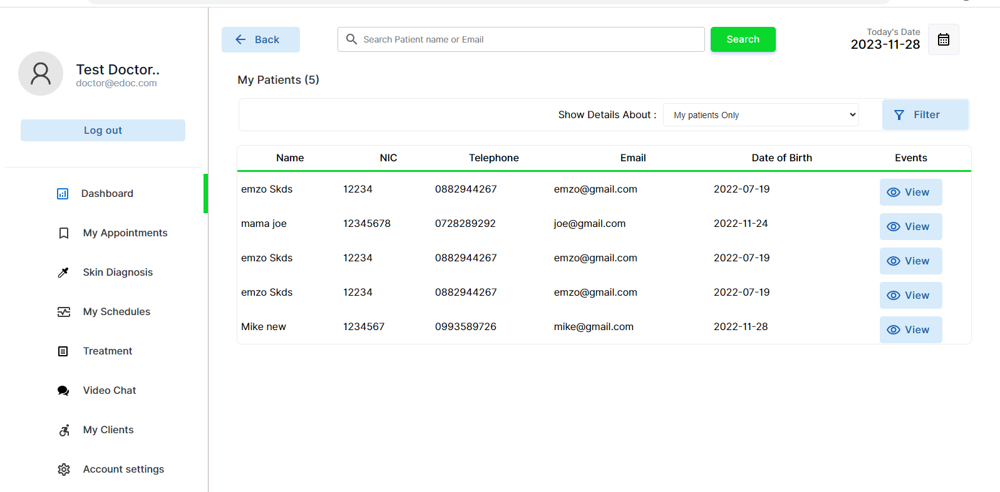 Test Doctor..
doctor@edoc.com
Log out
Dashboard
My Appointments
Skin Diagnosis
My Schedules
Treatment
Video Chat
My Clients
Account settings
Back
Search Patient name or Email
Search
Today's Date
2023-11-28
My Patients (5)
Show Details About : My patients Only Filter
Name NIC Telephone Email Date of Birth Events
emzo Skds 12234 0882944267 emzo@gmail.com 2022-07-19 View
mama joe 12345678 0728289292 joe@gmail.com 2022-11-24 View
emzo Skds 12234 0882944267 emzo@gmail.com 2022-07-19 View
emzo Skds 12234 0882944267 emzo@gmail.com 2022-07-19 View
Mike new 1234567 0993589726 mike@gmail.com 2022-11-28 View